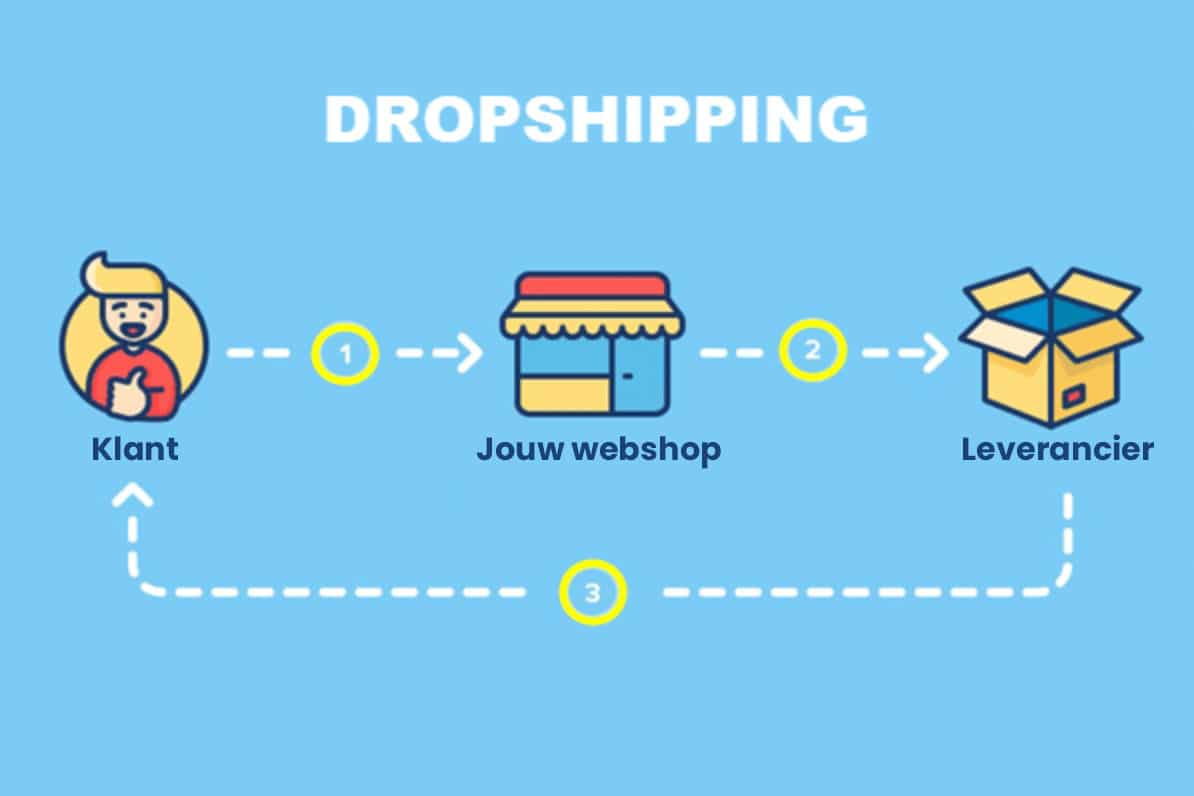 DROPSHIPPING
1
2
Klant
Jouw webshop
Leverancier
3